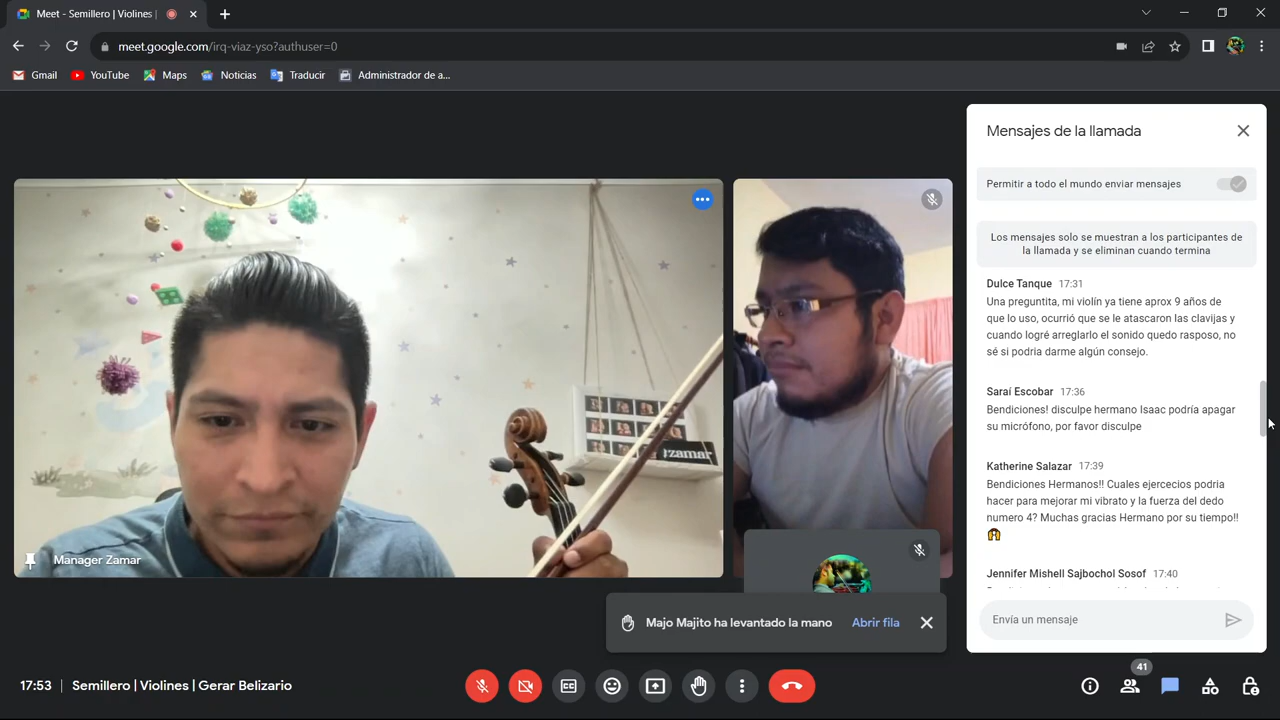 Meet - Semillero | Violines |
meet.google.com/irq-viaz-yso?authuser=0
Gmail
YouTube
Maps
Noticias
Traducir
Administrador de a...
Mensajes de la llamada
Permitir a todo el mundo enviar mensajes
Los mensajes solo se muestran a los participantes de
la llamada y se eliminan cuando termina
Dulce Tanque 17:31
Una preguntita, mi violín ya tiene aprox 9 años de
que lo uso, ocurrió que se le atascaron las clavijas y
cuando logré arreglarlo el sonido quedo rasposo, no
sé si podria darme algún consejo.
Saraí Escobar 17:36
Bendiciones! disculpe hermano Isaac podría apagar
su micrófono, por favor disculpe
Katherine Salazar 17:39
Bendiciones Hermanos!! Cuales ejercecios podria
hacer para mejorar mi vibrato y la fuerza del dedo
numero 4? Muchas gracias Hermano por su tiempo!!
Jennifer Mishell Sajbochol Sosof 17:40
Envía un mensaje
zamar
Manager Zamar
Majo Majito ha levantado la mano
Abrir fila
17:53 | Semillero | Violines | Gerar Belizario
41